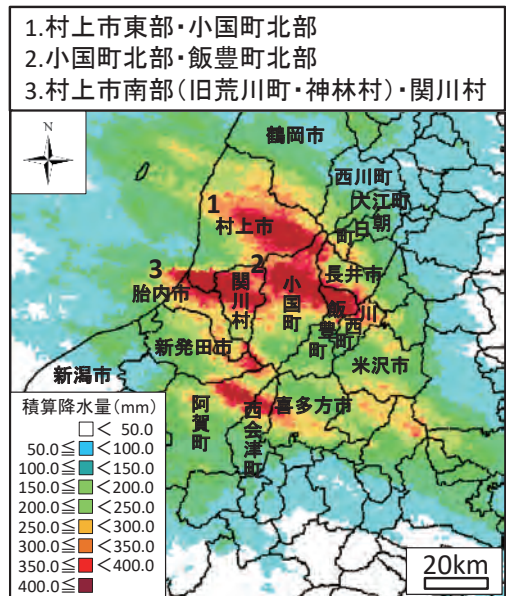 1.村上市東部・小国町北部
2.小国町北部・飯豊町北部
3.村上市南部(旧荒川町・神林村)・関川村
N
鶴岡市
西川町
大江町
朝
白
町
1
村上市
2
3
長井市
胎内市
関川村
小国町
飯豊町
川西町
新発田市
米沢市
新潟市
阿賀町
西会津町
喜多方市
積算降水量(mm)
< 50.0
50.0≦ <100.0
100.0≦ <150.0
150.0≦ <200.0
200.0≦ <250.0
250.0≦ <300.0
300.0≦ <350.0
350.0≦ <400.0
400.0≦
20km